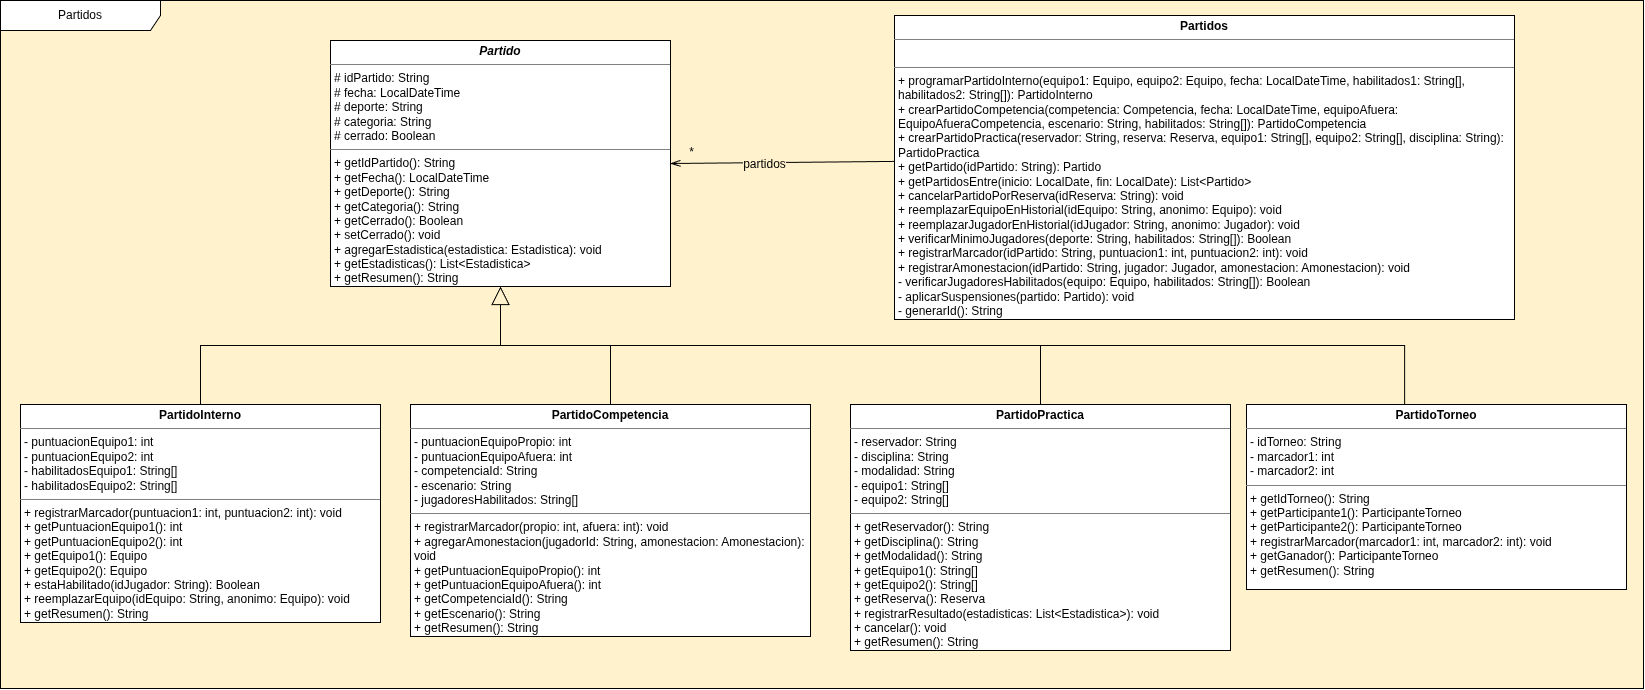 Partidos
Partido
# idPartido: String
# fecha: LocalDateTime
# deporte: String
# categoria: String
# cerrado: Boolean
+ getIdPartido(): String
+ getFecha(): LocalDateTime
+ getDeporte(): String
+ getCategoria(): String
+ getCerrado(): Boolean
+ setCerrado(): void
+ agregarEstadistica(estadistica: Estadistica): void
+ getEstadisticas(): List<Estadistica>
+ getResumen(): String
*
partidos
Partidos
+ programarPartidoInterno(equipo1: Equipo, equipo2: Equipo, fecha: LocalDateTime, habilitados1: String[],
habilitados2: String[]): PartidoInterno
+ crearPartidoCompetencia(competencia: Competencia, fecha: LocalDateTime, equipoAfuera:
EquipoAfueraCompetencia, escenario: String, habilitados: String[]): PartidoCompetencia
+ crearPartidoPractica(reservador: String, reserva: Reserva, equipo1: String[], equipo2: String[], disciplina: String):
PartidoPractica
+ getPartido(idPartido: String): Partido
+ getPartidosEntre(inicio: LocalDate, fin: LocalDate): List<Partido>
+ cancelarPartidoPorReserva(idReserva: String): void
+ reemplazarEquipoEnHistorial(idEquipo: String, anonimo: Equipo): void
+ reemplazarJugadorEnHistorial(idJugador: String, anonimo: Jugador): void
+ verificarMinimoJugadores(deporte: String, habilitados: String[]): Boolean
+ registrarMarcador(idPartido: String, puntuacion1: int, puntuacion2: int): void
+ registrarAmonestacion(idPartido: String, jugador: Jugador, amonestacion: Amonestacion): void
- verificarJugadoresHabilitados(equipo: Equipo, habilitados: String[]): Boolean
- aplicarSuspensiones(partido: Partido): void
- generarId(): String
PartidoInterno
- puntuacionEquipo1: int
- puntuacionEquipo2: int
- habilitadosEquipo1: String[]
- habilitadosEquipo2: String[]
+ registrarMarcador(puntuacion1: int, puntuacion2: int): void
+ getPuntuacionEquipo1(): int
+ getPuntuacionEquipo2(): int
+ getEquipo1(): Equipo
+ getEquipo2(): Equipo
+ estaHabilitado(idJugador: String): Boolean
+ reemplazarEquipo(idEquipo: String, anonimo: Equipo): void
+ getResumen(): String
PartidoCompetencia
- puntuacionEquipoPropio: int
- puntuacionEquipoAfuera: int
- competenciaId: String
- escenario: String
- jugadoresHabilitados: String[]
+ registrarMarcador(propio: int, afuera: int): void
+ agregarAmonestacion(jugadorId: String, amonestacion: Amonestacion):
void
+ getPuntuacionEquipoPropio(): int
+ getPuntuacionEquipoAfuera(): int
+ getCompetenciaId(): String
+ getEscenario(): String
+ getResumen(): String
PartidoPractica
- reservador: String
- disciplina: String
- modalidad: String
- equipo1: String[]
- equipo2: String[]
+ getReservador(): String
+ getDisciplina(): String
+ getModalidad(): String
+ getEquipo1(): String[]
+ getEquipo2(): String[]
+ getReserva(): Reserva
+ registrarResultado(estadisticas: List<Estadistica>): void
+ cancelar(): void
+ getResumen(): String
PartidoTorneo
- idTorneo: String
- marcador1: int
- marcador2: int
+ getIdTorneo(): String
+ getParticipante1(): ParticipanteTorneo
+ getParticipante2(): ParticipanteTorneo
+ registrarMarcador(marcador1: int, marcador2: int): void
+ getGanador(): ParticipanteTorneo
+ getResumen(): String